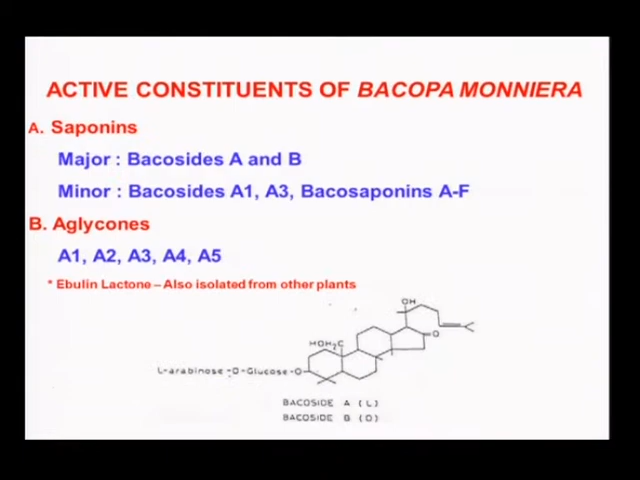 ACTIVE CONSTITUENTS OF BACOPA MONNIERA
A. Saponins
Major : Bacosides A and B
Minor : Bacosides A1, A3, Bacosaponins A-F
B. Aglycones
A1, A2, A3, A4, A5
* Ebulin Lactone – Also isolated from other plants
OH
HOH₂C
O
L-arabinose-D-Glucose-O
BACOSIDE A (L)
BACOSIDE B (D)